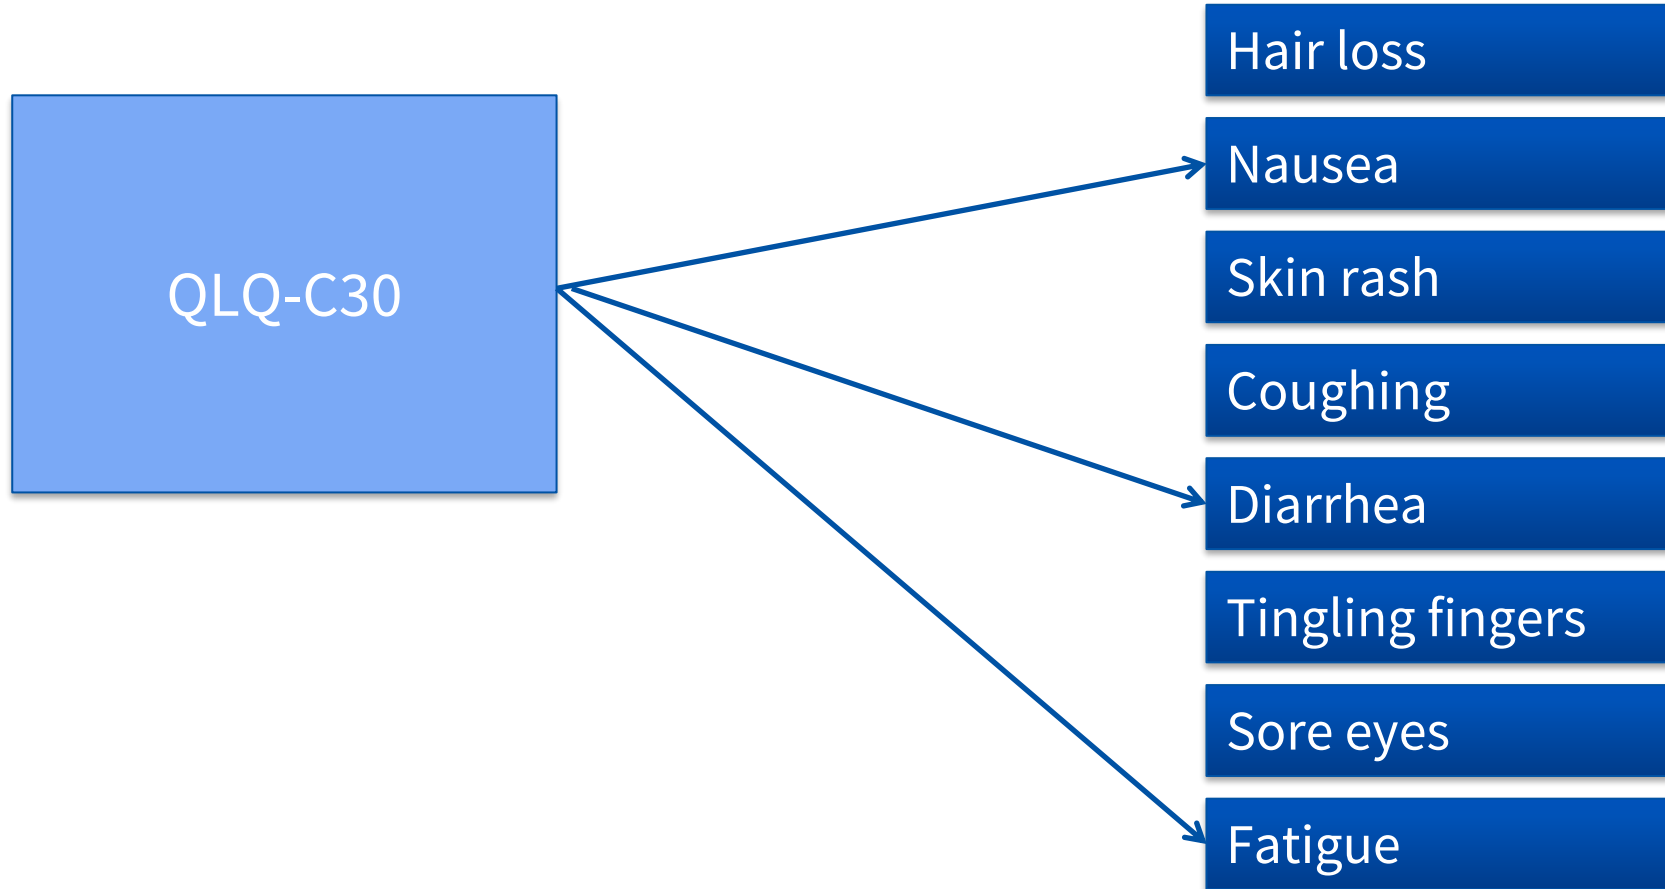 QLQ-C30
Hair loss
Nausea
Skin rash
Coughing
Diarrhea
Tingling fingers
Sore eyes
Fatigue